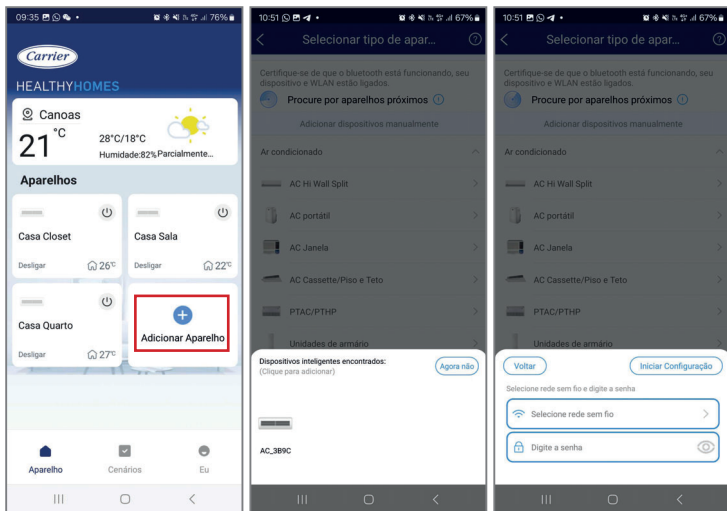 09:35
76%
Carrier
HEALTHYHOMES
Canoas
21°C
28°C/18°C
Humidade:82% Parcialmente...
Aparelhos
Casa Closet
Desligar 26°C
Casa Sala
Desligar 22°C
Casa Quarto
Desligar 27°C
Adicionar Aparelho
Aparelho
Cenários
Eu
10:51
67%
Selecionar tipo de apar...
Certifique-se de que o bluetooth está funcionando, seu
dispositivo e WLAN estão ligados.
Procure por aparelhos próximos
Adicionar dispositivos manualmente
Ar condicionado
AC Hi Wall Split
AC portátil
AC Janela
AC Cassette/Piso e Teto
PTAC/PTHP
Unidades de armário
Dispositivos inteligentes encontrados:
(Clique para adicionar)
Agora não
AC_3B9C
10:51
67%
Selecionar tipo de apar...
Certifique-se de que o bluetooth está funcionando, seu
dispositivo e WLAN estão ligados.
Procure por aparelhos próximos
Adicionar dispositivos manualmente
Ar condicionado
AC Hi Wall Split
AC portátil
AC Janela
AC Cassette/Piso e Teto
PTAC/PTHP
Unidades de armário
Voltar
Iniciar Configuração
Selecione rede sem fio e digite a senha
Selecione rede sem fio
Digite a senha